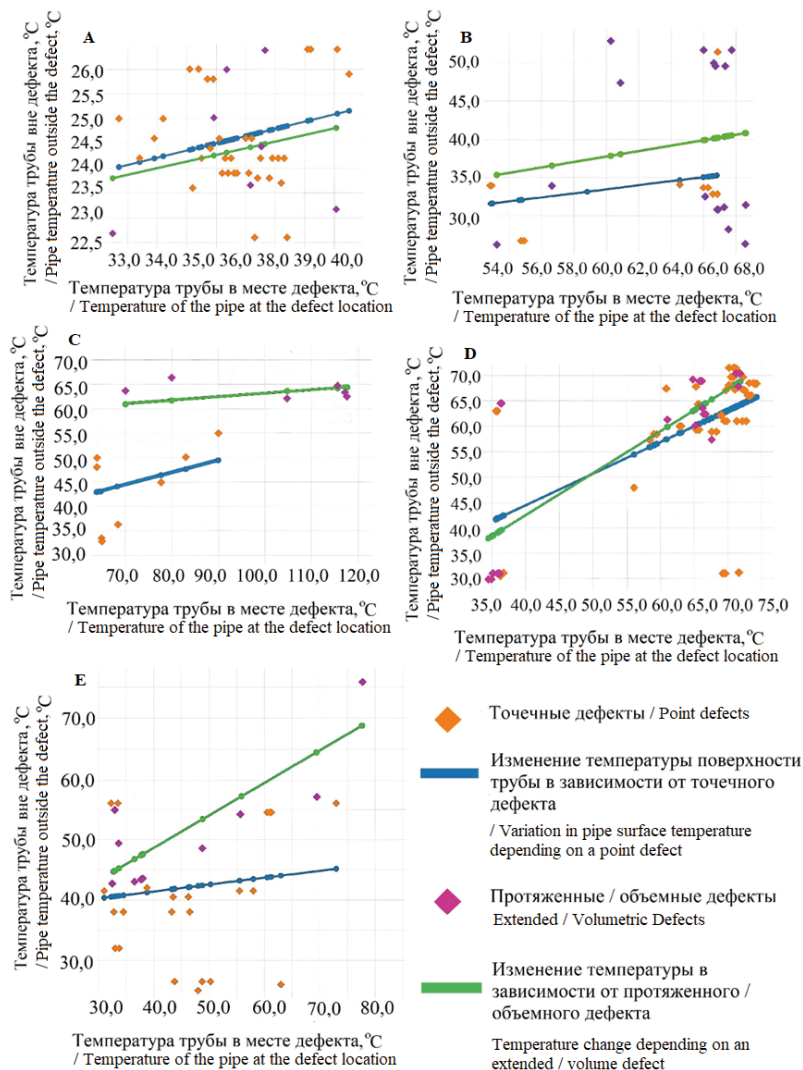 A
Температура трубы вне дефекта, ºC
/ Pipe temperature outside the defect, ºC
26,0
25,5
25,0
24,5
24,0
23,5
23,0
22,5
33,0 34,0 35,0 36,0 37,0 38,0 39,0 40,0
Температура трубы в месте дефекта, ºC
/ Temperature of the pipe at the defect location
B
Температура трубы вне дефекта, ºC
/ Pipe temperature outside the defect, ºC
50,0
45,0
40,0
35,0
30,0
54,0 56,0 58,0 60,0 62,0 64,0 66,0 68,0
Температура трубы в месте дефекта, ºC
/ Temperature of the pipe at the defect location
C
Температура трубы вне дефекта, ºC
/ Pipe temperature outside the defect, ºC
70,0
65,0
60,0
55,0
50,0
45,0
40,0
35,0
30,0
70,0 80,0 90,0 100,0 110,0 120,0
Температура трубы в месте дефекта, ºC
/ Temperature of the pipe at the defect location
D
Температура трубы вне дефекта, ºC
/ Pipe temperature outside the defect, ºC
70,0
65,0
60,0
55,0
50,0
45,0
40,0
35,0
30,0
35,0 40,0 45,0 50,0 55,0 60,0 65,0 70,0 75,0
Температура трубы в месте дефекта, ºC
/ Temperature of the pipe at the defect location
E
Температура трубы вне дефекта, ºC
/ Pipe temperature outside the defect, ºC
70,0
60,0
50,0
40,0
30,0
30,0 40,0 50,0 60,0 70,0 80,0
Температура трубы в месте дефекта, ºC
/ Temperature of the pipe at the defect location
Точечные дефекты / Point defects
Изменение температуры поверхности
трубы в зависимости от точечного
дефекта
/ Variation in pipe surface temperature
depending on a point defect
Протяженные / объемные дефекты
Extended / Volumetric Defects
Изменение температуры в
зависимости от протяженного /
объемного дефекта
Temperature change depending on an
extended / volume defect